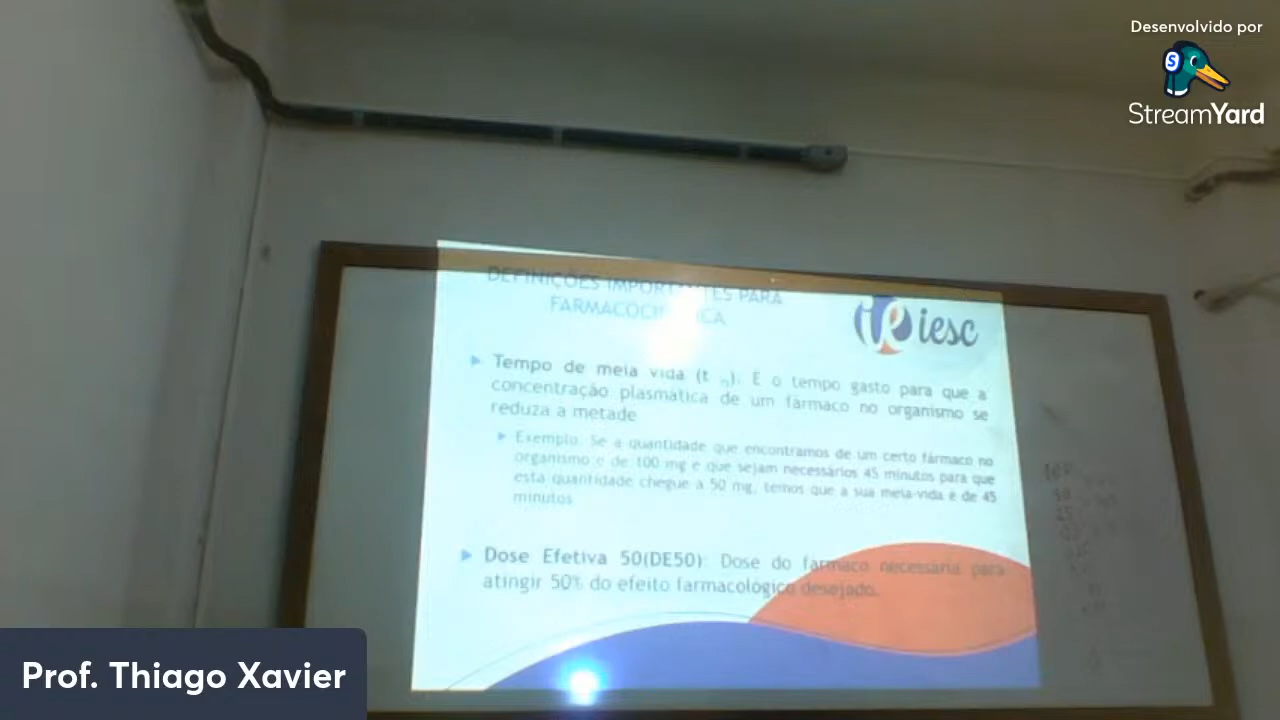 Desenvolvido por
StreamYard
DEFINIÇÕES PARA
iesc
Tempo de meia vida (t): É o tempo gasto para que a
concentração plasmática de um fármaco no organismo se
reduza a metade
Exemplo: Se a quantidade que encontramos de um certo fármaco no
organismo é de 100 mg e que sejam necessários 45 minutos para que
esta quantidade chegue a 50 mg, temos que a sua meia-vida é de 45
minutos
Dose Efetiva 50(DE50): Dose do fármaco necessária para
atingir 50% do efeito farmacológico desejado.
Prof. Thiago Xavier